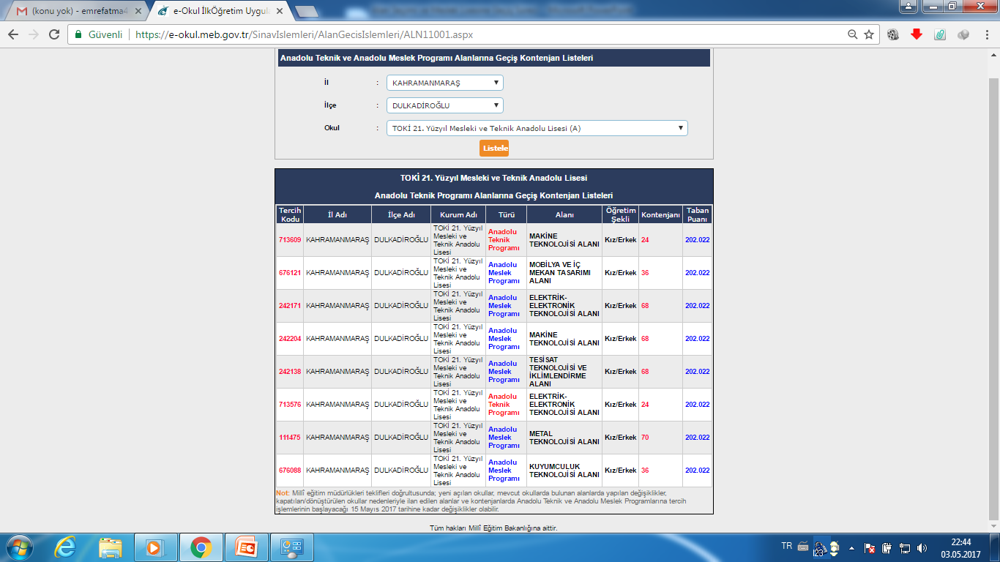 (konu yok) - emrefatma4
e-Okul İlkÖğretim Uygula
Güvenli
https://e-okul.meb.gov.tr/SinavIslemleri/AlanGecisIslemleri/ALN11001.aspx
Anadolu Teknik ve Anadolu Meslek Programı Alanlarına Geçiş Kontenjan Listeleri
İl : KAHRAMANMARAŞ
İlçe : DULKADİROĞLU
Okul : TOKİ 21. Yüzyıl Mesleki ve Teknik Anadolu Lisesi (A)
Listele
TOKİ 21. Yüzyıl Mesleki ve Teknik Anadolu Lisesi
Anadolu Teknik Programı Alanlarına Geçiş Kontenjan Listeleri
Tercih Kodu İl Adı İlçe Adı Kurum Adı Türü Alanı Öğretim Şekli Kontenjanı Taban Puanı
713609 KAHRAMANMARAŞ DULKADİROĞLU TOKİ 21. Yüzyıl Mesleki ve Teknik Anadolu Lisesi Anadolu Teknik Programı MAKİNE TEKNOLOJİSİ ALANI Kız/Erkek 24 202.022
676121 KAHRAMANMARAŞ DULKADİROĞLU TOKİ 21. Yüzyıl Mesleki ve Teknik Anadolu Lisesi Anadolu Meslek Programı MOBİLYA VE İÇ MEKAN TASARIMI ALANI Kız/Erkek 36 202.022
242171 KAHRAMANMARAŞ DULKADİROĞLU TOKİ 21. Yüzyıl Mesleki ve Teknik Anadolu Lisesi Anadolu Meslek Programı ELEKTRİK-ELEKTRONİK TEKNOLOJİSİ ALANI Kız/Erkek 68 202.022
242204 KAHRAMANMARAŞ DULKADİROĞLU TOKİ 21. Yüzyıl Mesleki ve Teknik Anadolu Lisesi Anadolu Meslek Programı MAKİNE TEKNOLOJİSİ ALANI Kız/Erkek 68 202.022
242138 KAHRAMANMARAŞ DULKADİROĞLU TOKİ 21. Yüzyıl Mesleki ve Teknik Anadolu Lisesi Anadolu Meslek Programı TESİSAT TEKNOLOJİSİ VE İKLİMLENDİRME ALANI Kız/Erkek 68 202.022
713576 KAHRAMANMARAŞ DULKADİROĞLU TOKİ 21. Yüzyıl Mesleki ve Teknik Anadolu Lisesi Anadolu Teknik Programı ELEKTRİK-ELEKTRONİK TEKNOLOJİSİ ALANI Kız/Erkek 24 202.022
111475 KAHRAMANMARAŞ DULKADİROĞLU TOKİ 21. Yüzyıl Mesleki ve Teknik Anadolu Lisesi Anadolu Meslek Programı METAL TEKNOLOJİSİ ALANI Kız/Erkek 70 202.022
676088 KAHRAMANMARAŞ DULKADİROĞLU TOKİ 21. Yüzyıl Mesleki ve Teknik Anadolu Lisesi Anadolu Meslek Programı KUYUMCULUK TEKNOLOJİSİ ALANI Kız/Erkek 36 202.022
Not: Millî eğitim müdürlükleri teklifleri doğrultusunda; yeni açılan okullar, mevcut okullarda bulunan alanlarda yapılan değişiklikler,
kapatılan/dönüştürülen okullar nedenleriyle ilan edilen alanlar ve kontenjanlarda Anadolu Teknik ve Anadolu Meslek Programlarına tercih
işlemlerinin başlayacağı 15 Mayıs 2017 tarihine kadar değişiklikler olabilir.
Tüm hakları Millî Eğitim Bakanlığına aittir.
TR
23
22:44
03.05.2017